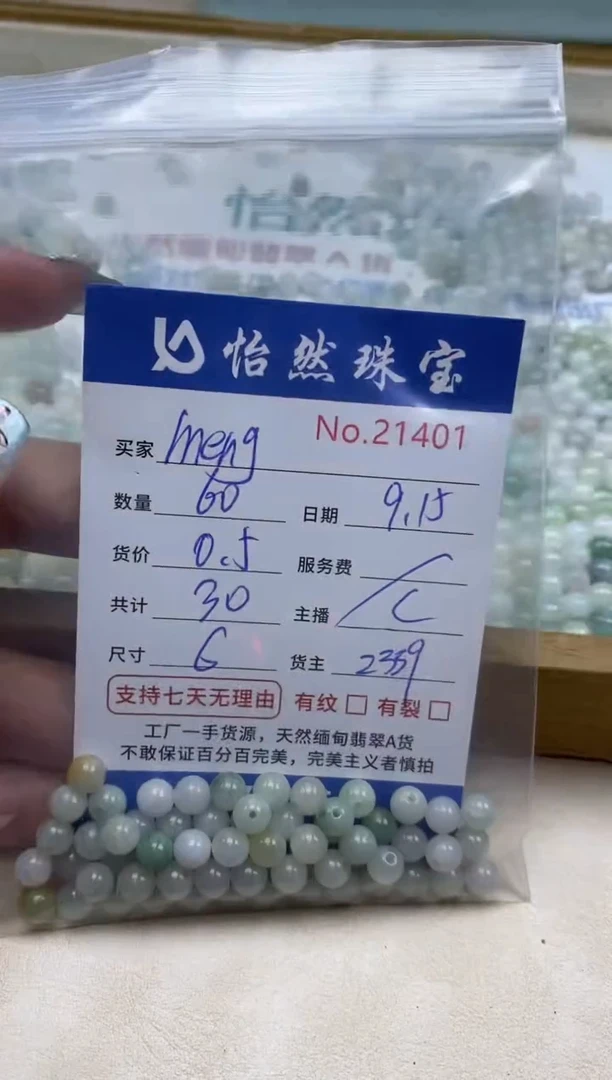 怡然珠宝
No.21401
买家 meng
数量 60 日期 9.15
货价 0.5 服务费
共计 30 主播 C
尺寸 6 货主 2359
支持七天无理由 有纹 □ 有裂 □
工厂一手货源，天然缅甸翡翠A货
不敢保证百分百完美，完美主义者慎拍